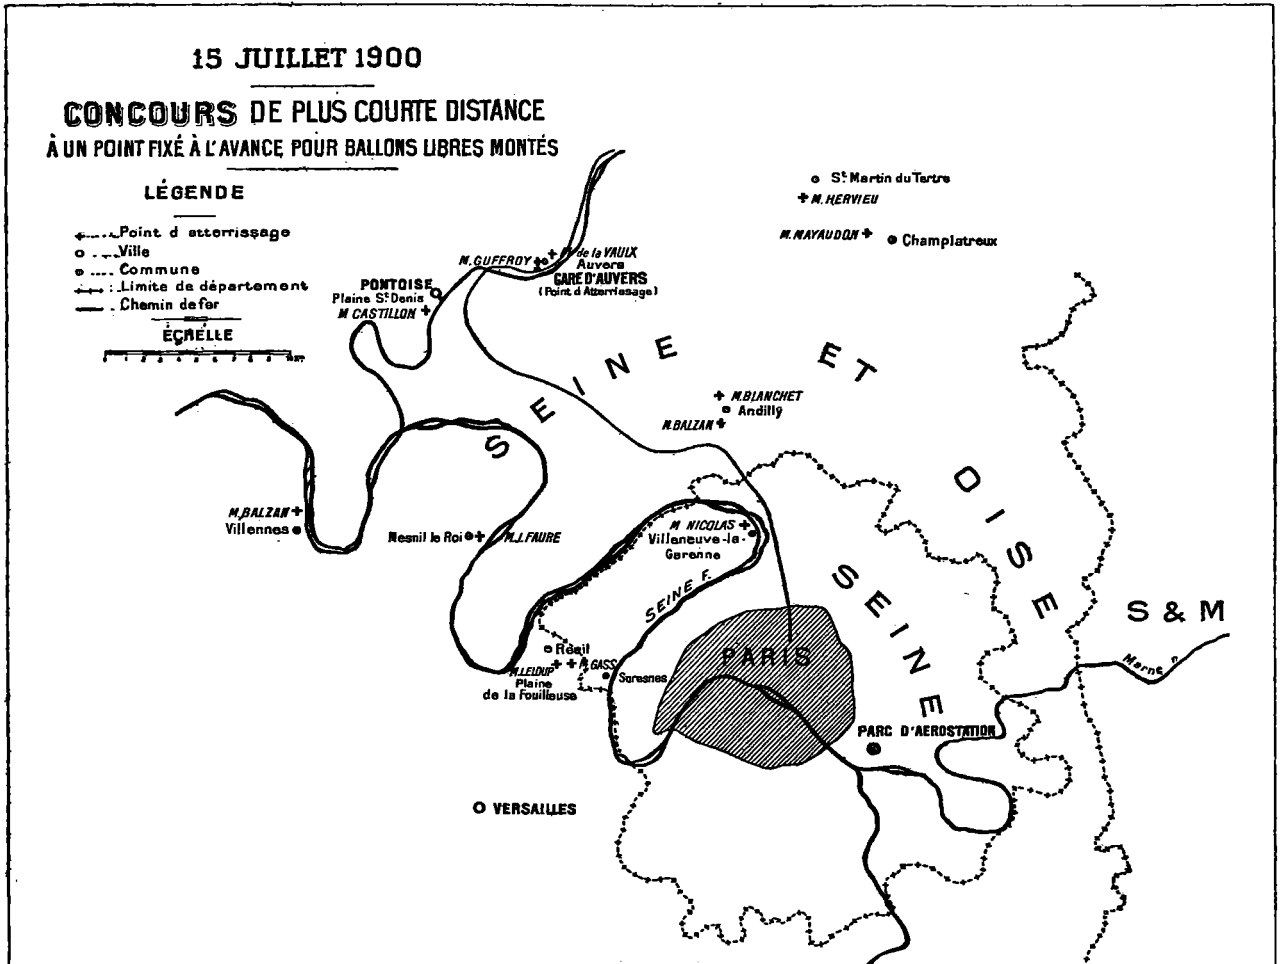 15 JUILLET 1900
CONCOURS DE PLUS COURTE DISTANCE
À UN POINT FIXÉ À L'AVANCE POUR BALLONS LIBRES MONTÉS
LÉGENDE
Point d atterrissage
Ville
Commune
Limite de département
Chemin de fer
ÉCHELLE
St Martin du Tertre
M. HERVIEU
M. MAYAUDON
Champlatreux
M. GUFFROY
de la VAULX
Auvers
GARE D'AUVERS
(Point d'Atterrissage)
PONTOISE
Plaine St Denis
M CASTILLON
SEINE ET OISE
M. BLANCHET
Andilly
M. BALZAN
M. BALZAN
Villennes
Mesnil le Roi
M. J. FAURE
M NICOLAS
Villeneuve-la-
Garenne
SEINE F.
SEINE
S & M
Marne
PARIS
Rueil
M. LELOUP
GASS
Plaine
de la Fouilleuse
Suresnes
PARC D'AEROSTATION
VERSAILLES